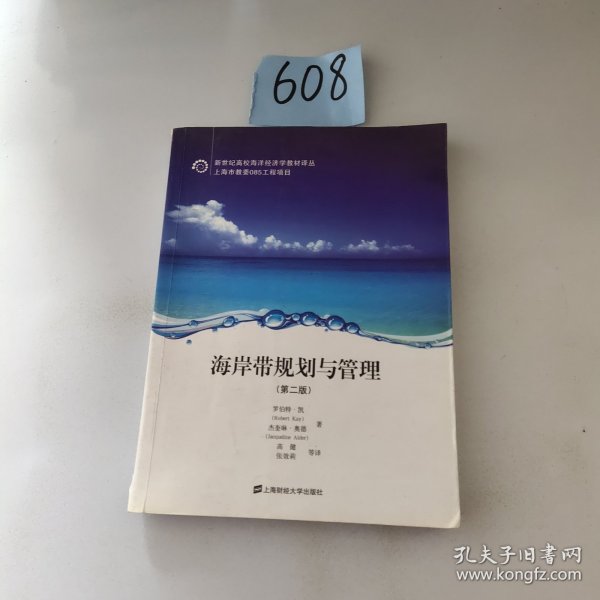 608
新世纪高校海洋经济学教材译丛
上海市教委085工程项目
海岸带规划与管理
（第二版）
罗伯特·凯
(Robert Kay)
著
杰奎琳·奥德
(Jacqueline Alder)
高健
张效莉
等译
上海财经大学出版社
孔夫子旧书网
www.kongfz.com